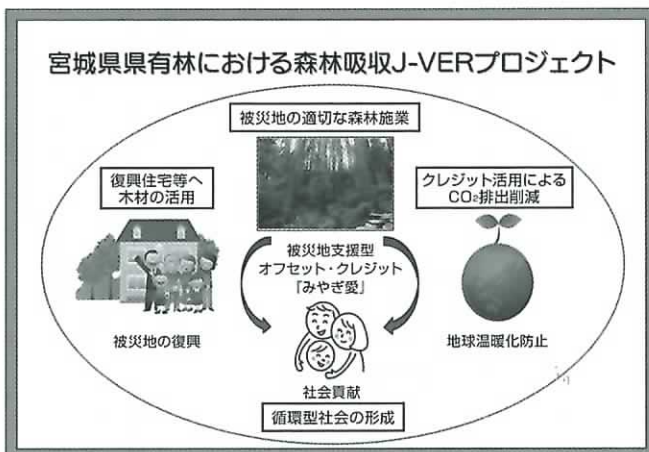 宮城県県有林における森林吸収J-VERプロジェクト
被災地の適切な森林施業
復興住宅等へ
木材の活用
被災地の復興
被災地支援型
オフセット・クレジット
『みやぎ愛』
クレジット活用による
CO₂排出削減
地球温暖化防止
社会貢献
循環型社会の形成